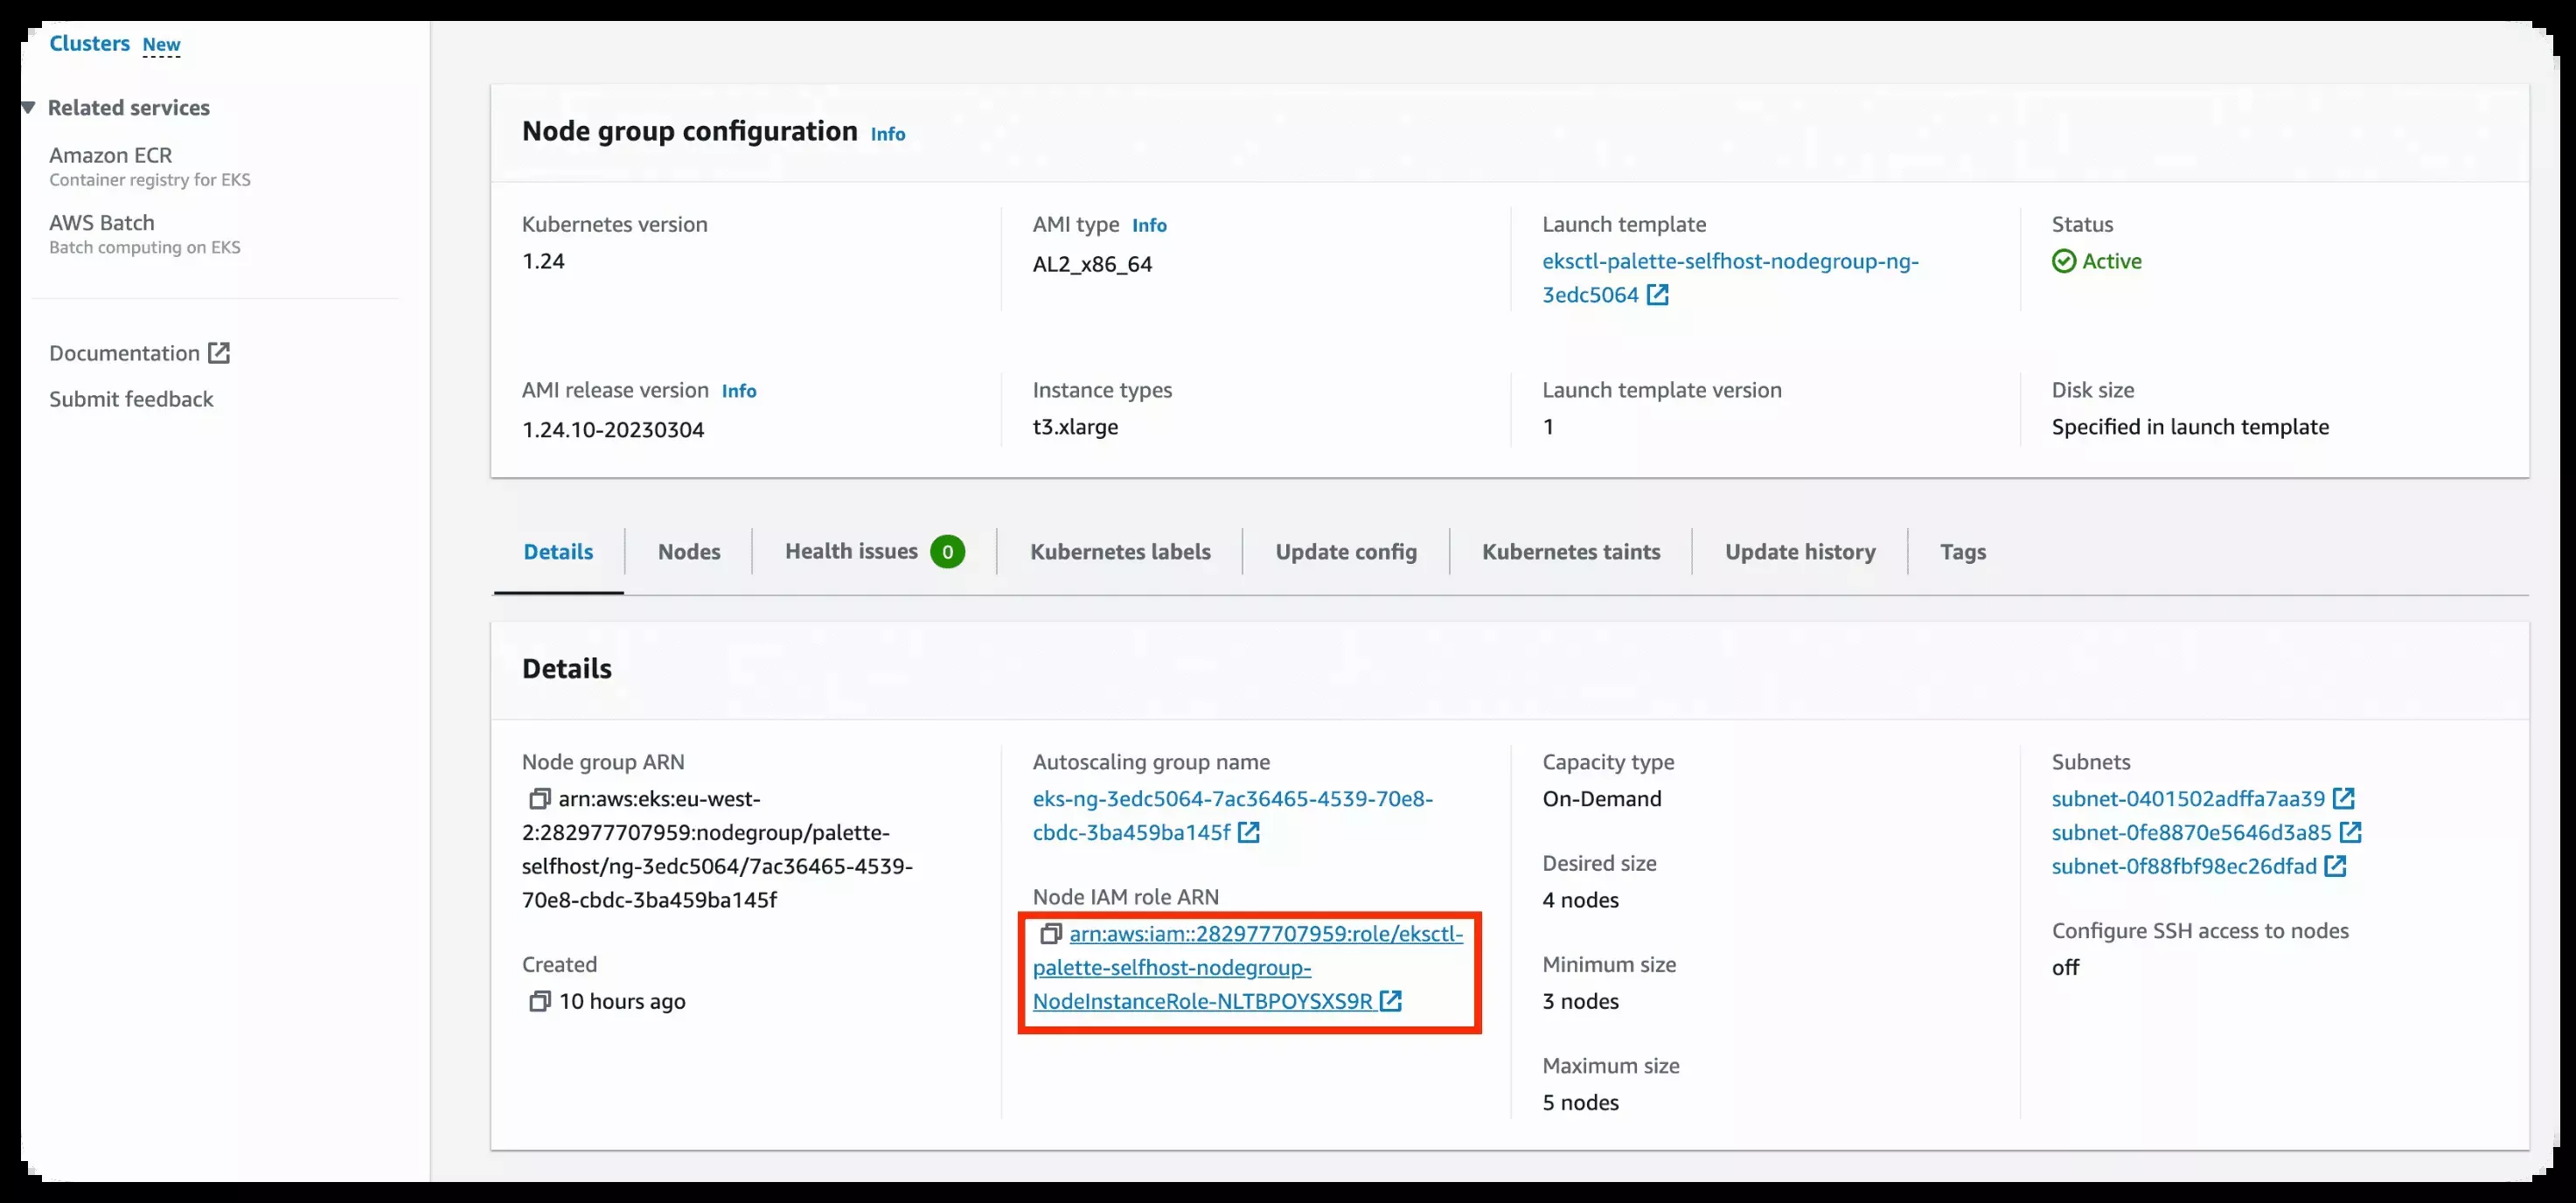 Clusters New
Related services
Amazon ECR
Container registry for EKS
AWS Batch
Batch computing on EKS
Documentation
Submit feedback
Node group configuration Info
Kubernetes version
1.24
AMI type Info
AL2_x86_64
Launch template
eksctl-palette-selfhost-nodegroup-ng-
3edc5064
Status
Active
AMI release version Info
1.24.10-20230304
Instance types
t3.xlarge
Launch template version
1
Disk size
Specified in launch template
Details
Nodes
Health issues 0
Kubernetes labels
Update config
Kubernetes taints
Update history
Tags
Details
Node group ARN
arn:aws:eks:eu-west-
2:282977707959:nodegroup/palette-
selfhost/ng-3edc5064/7ac36465-4539-
70e8-cbdc-3ba459ba145f
Created
10 hours ago
Autoscaling group name
eks-ng-3edc5064-7ac36465-4539-70e8-
cbdc-3ba459ba145f
Node IAM role ARN
arn:aws:iam::282977707959:role/eksctl-
palette-selfhost-nodegroup-
NodeInstanceRole-NLTBPOYSXS9R
Capacity type
On-Demand
Desired size
4 nodes
Minimum size
3 nodes
Maximum size
5 nodes
Subnets
subnet-0401502adffa7aa39
subnet-0fe8870e5646d3a85
subnet-0f88fbf98ec26dfad
Configure SSH access to nodes
off